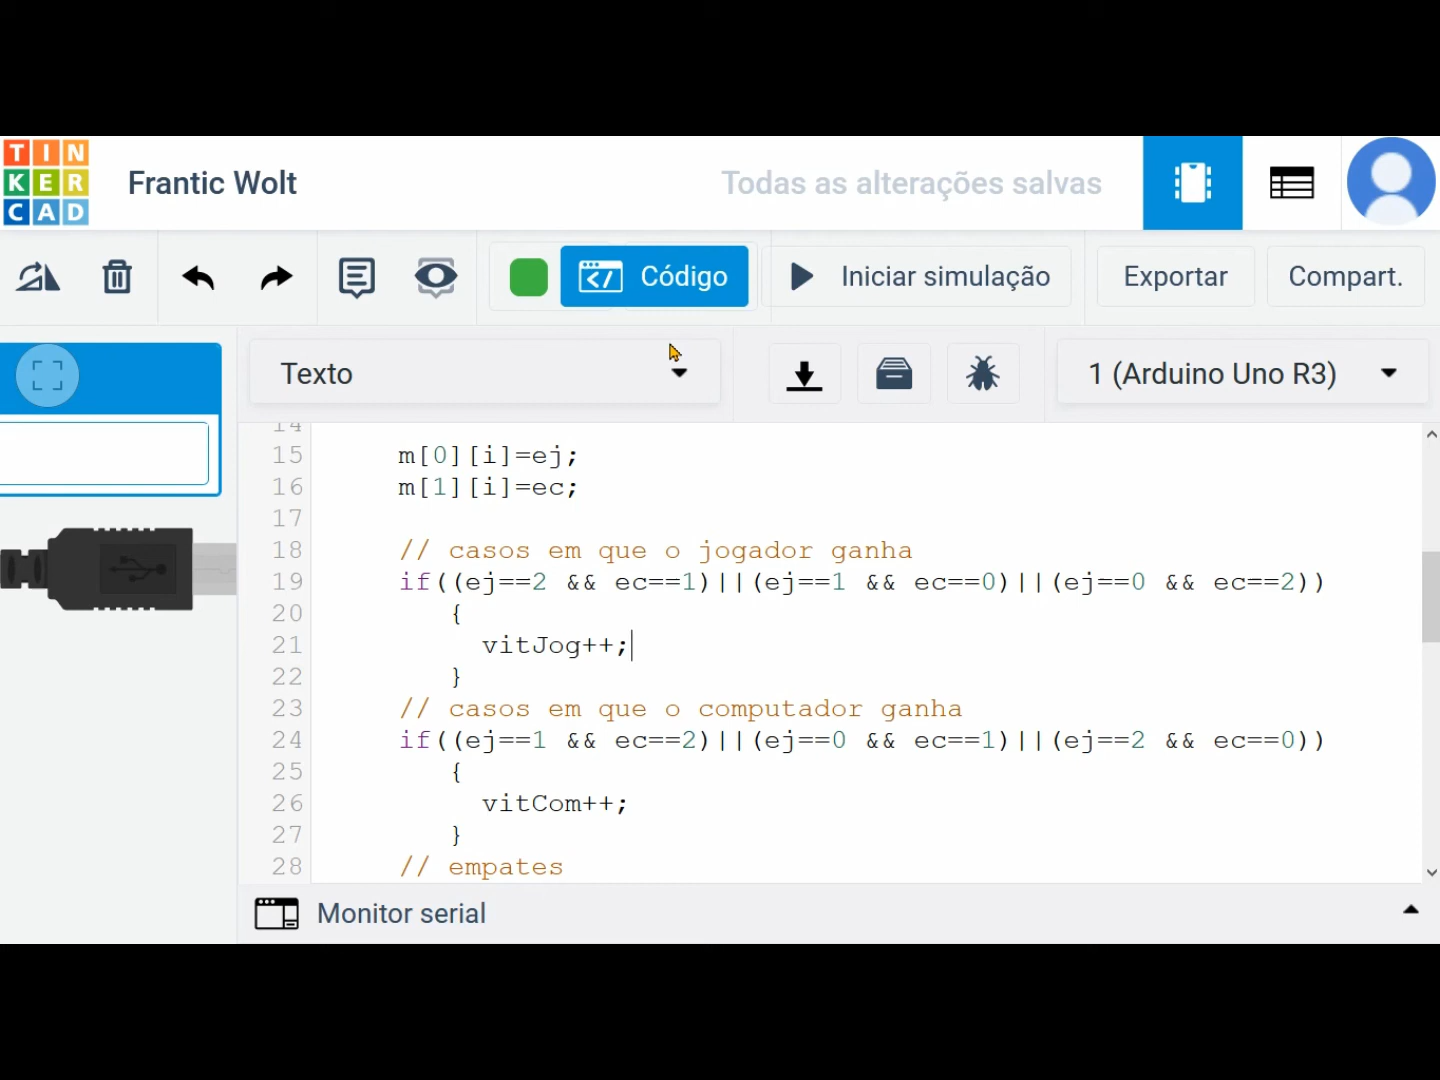 TIN
KER
CAD
Frantic Wolt
Todas as alterações salvas
Código
Iniciar simulação
Exportar
Compart.
Texto
1 (Arduino Uno R3)
14
15 m[0][i]=ej;
16 m[1][i]=ec;
17
18 // casos em que o jogador ganha
19 if((ej==2 && ec==1)||(ej==1 && ec==0)||(ej==0 && ec==2))
20 {
21 vitJog++;
22 }
23 // casos em que o computador ganha
24 if((ej==1 && ec==2)||(ej==0 && ec==1)||(ej==2 && ec==0))
25 {
26 vitCom++;
27 }
28 // empates
Monitor serial